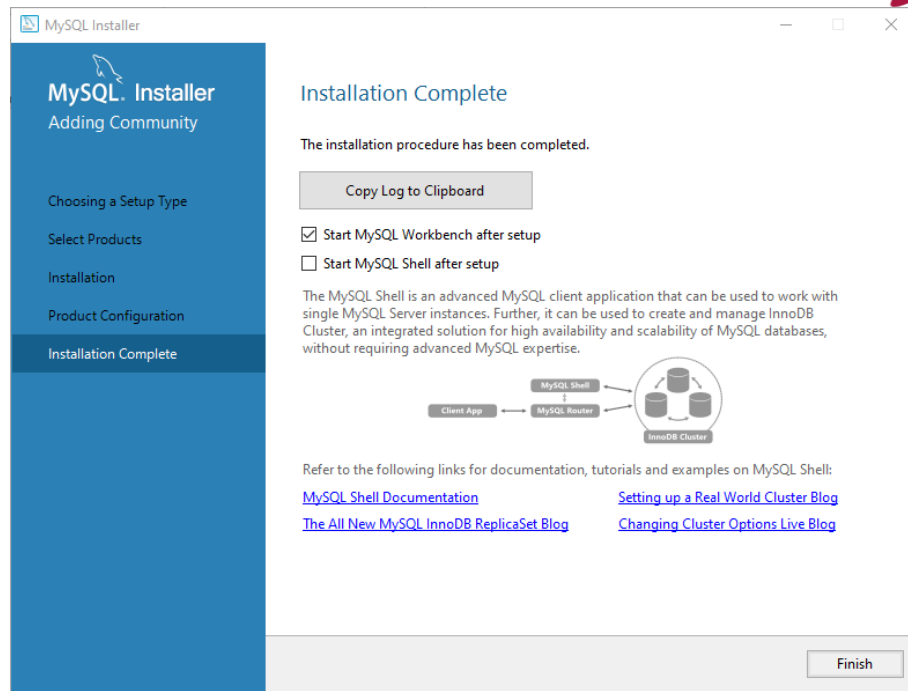 MySQL Installer
MySQL. Installer
Adding Community
Choosing a Setup Type
Select Products
Installation
Product Configuration
Installation Complete
Installation Complete
The installation procedure has been completed.
Copy Log to Clipboard
Start MySQL Workbench after setup
Start MySQL Shell after setup
The MySQL Shell is an advanced MySQL client application that can be used to work with
single MySQL Server instances. Further, it can be used to create and manage InnoDB
Cluster, an integrated solution for high availability and scalability of MySQL databases,
without requiring advanced MySQL expertise.
MySQL Shell
Client App
MySQL Router
InnoDB Cluster
Refer to the following links for documentation, tutorials and examples on MySQL Shell:
MySQL Shell Documentation
Setting up a Real World Cluster Blog
The All New MySQL InnoDB ReplicaSet Blog
Changing Cluster Options Live Blog
Finish